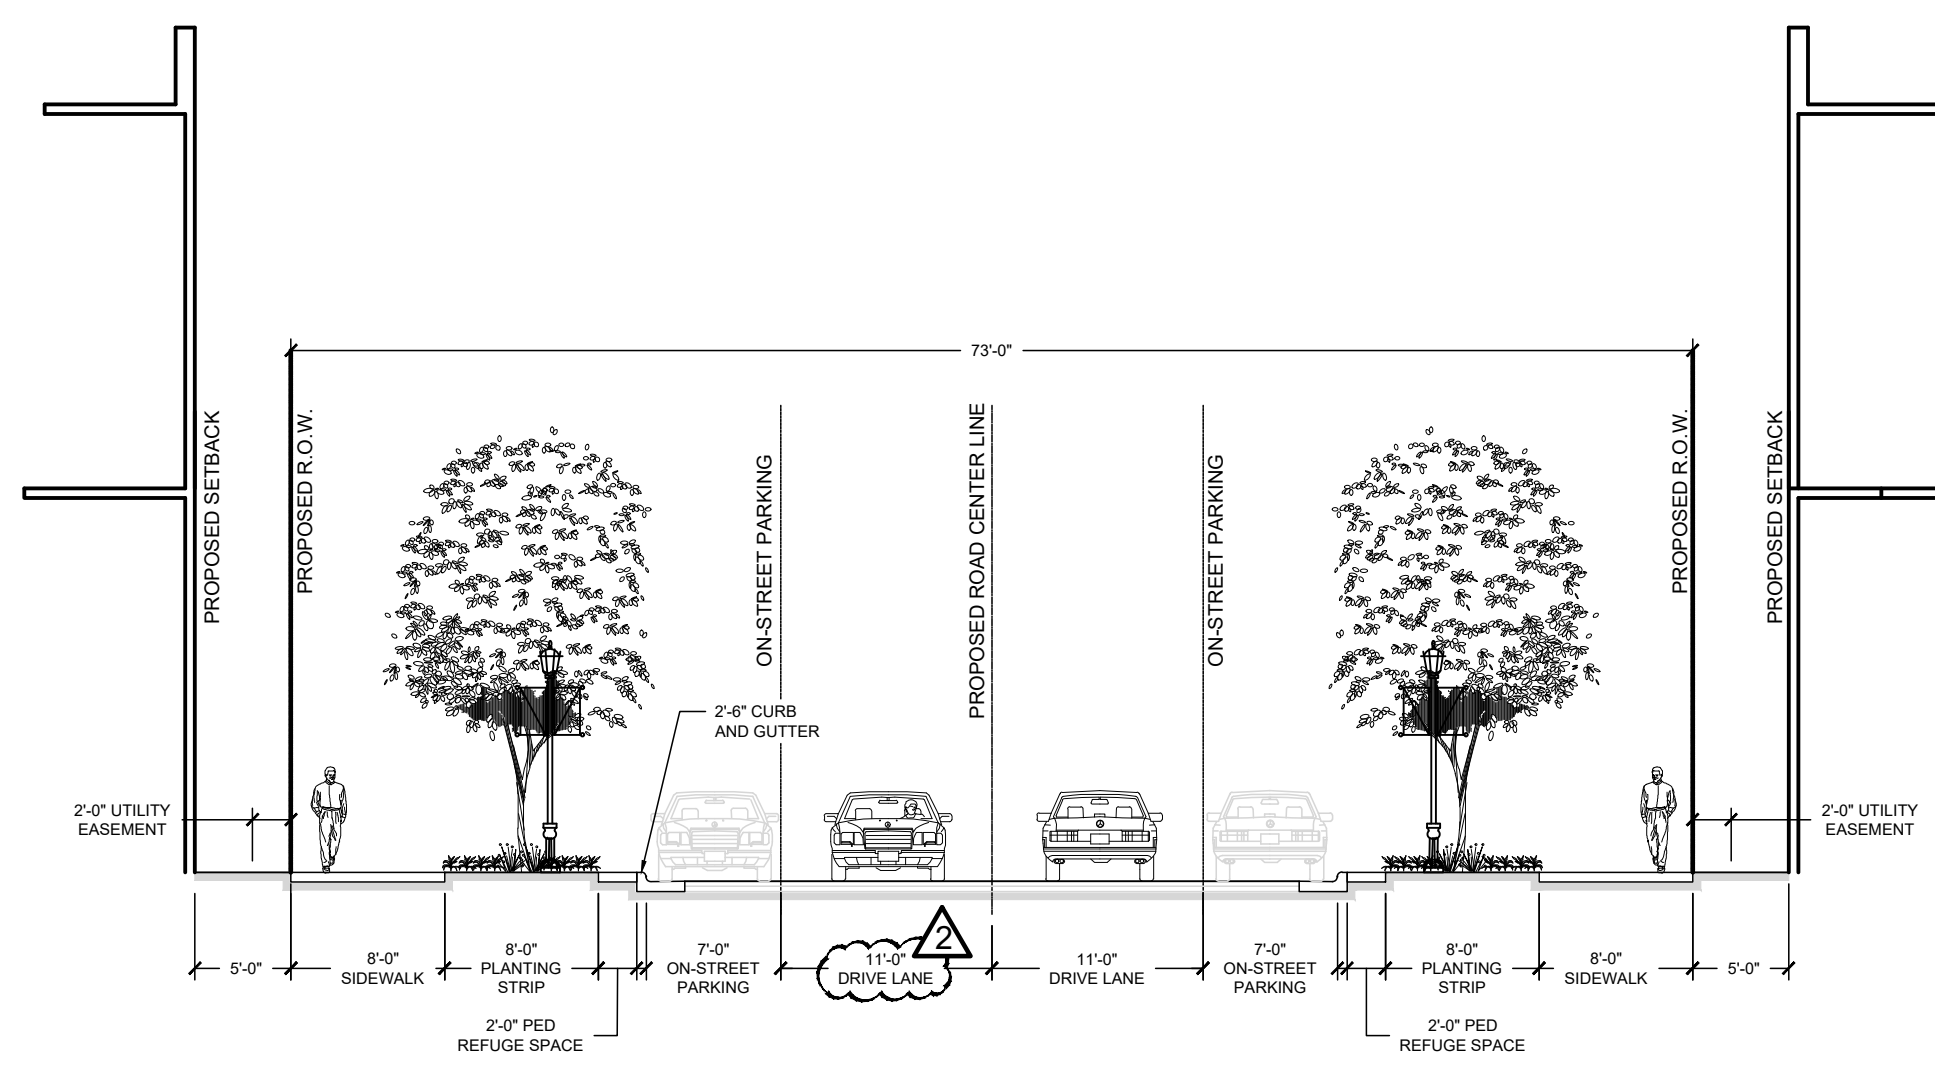 73'-0"
PROPOSED SETBACK
PROPOSED R.O.W.
ON-STREET PARKING
PROPOSED ROAD CENTER LINE
ON-STREET PARKING
PROPOSED R.O.W.
PROPOSED SETBACK
2'-6" CURB
AND GUTTER
2'-0" UTILITY
EASEMENT
2'-0" UTILITY
EASEMENT
2
5'-0"
8'-0"
SIDEWALK
8'-0"
PLANTING
STRIP
7'-0"
ON-STREET
PARKING
11'-0"
DRIVE LANE
11'-0"
DRIVE LANE
7'-0"
ON-STREET
PARKING
8'-0"
PLANTING
STRIP
8'-0"
SIDEWALK
5'-0"
2'-0" PED
REFUGE SPACE
2'-0" PED
REFUGE SPACE